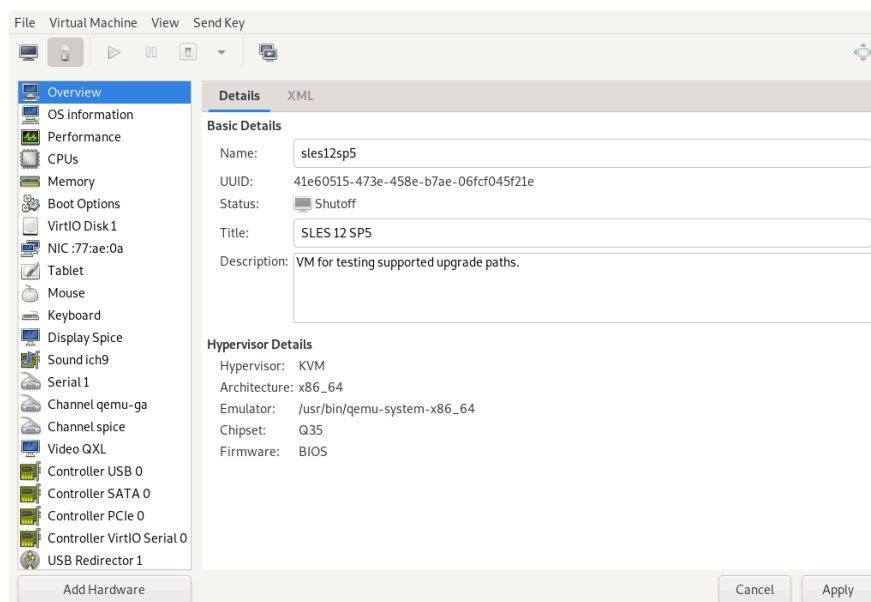 File Virtual Machine View Send Key
Overview
OS information
Performance
CPUs
Memory
Boot Options
VirtIO Disk 1
NIC :77:ae:0a
Tablet
Mouse
Keyboard
Display Spice
Sound ich9
Serial 1
Channel qemu-ga
Channel spice
Video QXL
Controller USB 0
Controller SATA 0
Controller PCIe 0
Controller VirtIO Serial 0
USB Redirector 1
Add Hardware
Details XML
Basic Details
Name: sles12sp5
UUID: 41e60515-473e-458e-b7ae-06fcf045f21e
Status: Shutoff
Title: SLES 12 SP5
Description: VM for testing supported upgrade paths.
Hypervisor Details
Hypervisor: KVM
Architecture: x86_64
Emulator: /usr/bin/qemu-system-x86_64
Chipset: Q35
Firmware: BIOS
Cancel Apply